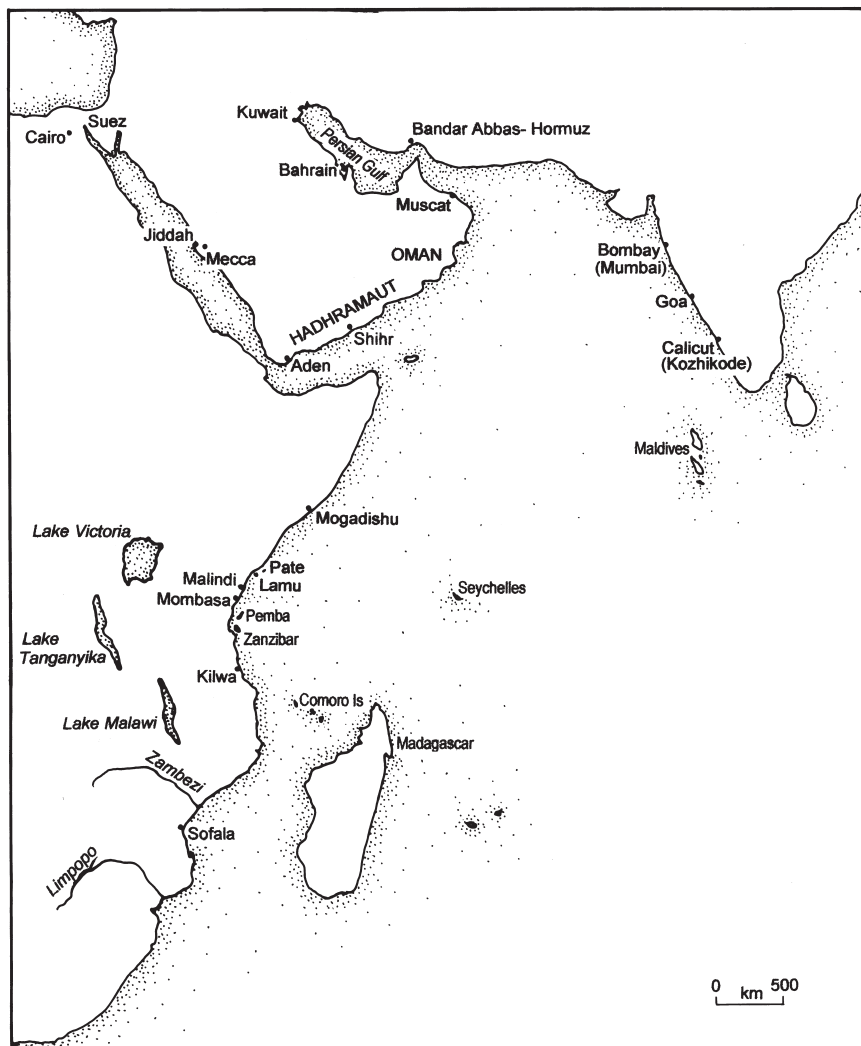 Kuwait
Bandar Abbas- Hormuz
Suez
Cairo
Persian Gulf
Bahrain
Muscat
Jiddah
Mecca
OMAN
Bombay
(Mumbai)
HADHRAMAUT
Goa
Shihr
Aden
Calicut
(Kozhikode)
Maldives
Mogadishu
Lake Victoria
Pate
Malindi
Lamu
Mombasa
Seychelles
Pemba
Zanzibar
Lake
Tanganyika
Kilwa
Comoro Is
Lake Malawi
Madagascar
Zambezi
Sofala
Limpopo
0 500
km